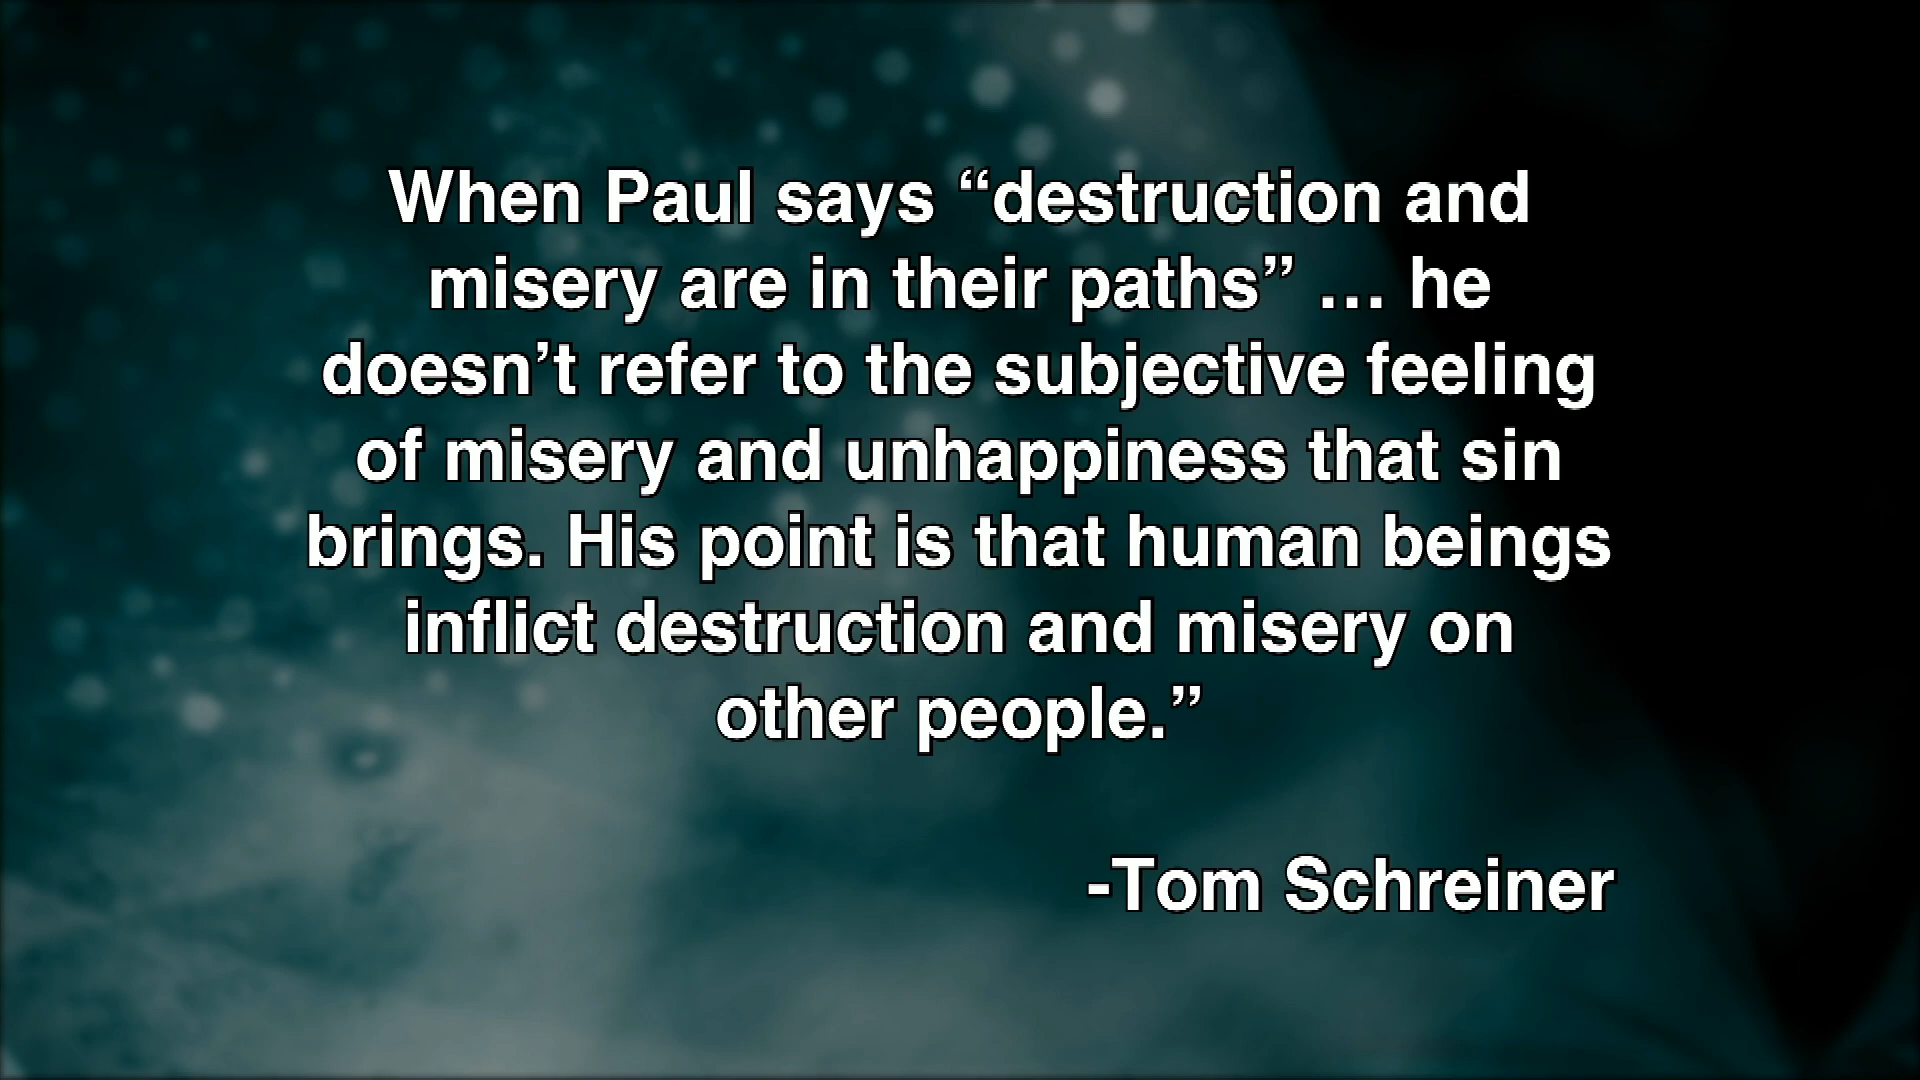 When Paul says “destruction and
misery are in their paths” … he
doesn’t refer to the subjective feeling
of misery and unhappiness that sin
brings. His point is that human beings
inflict destruction and misery on
other people.”
-Tom Schreiner